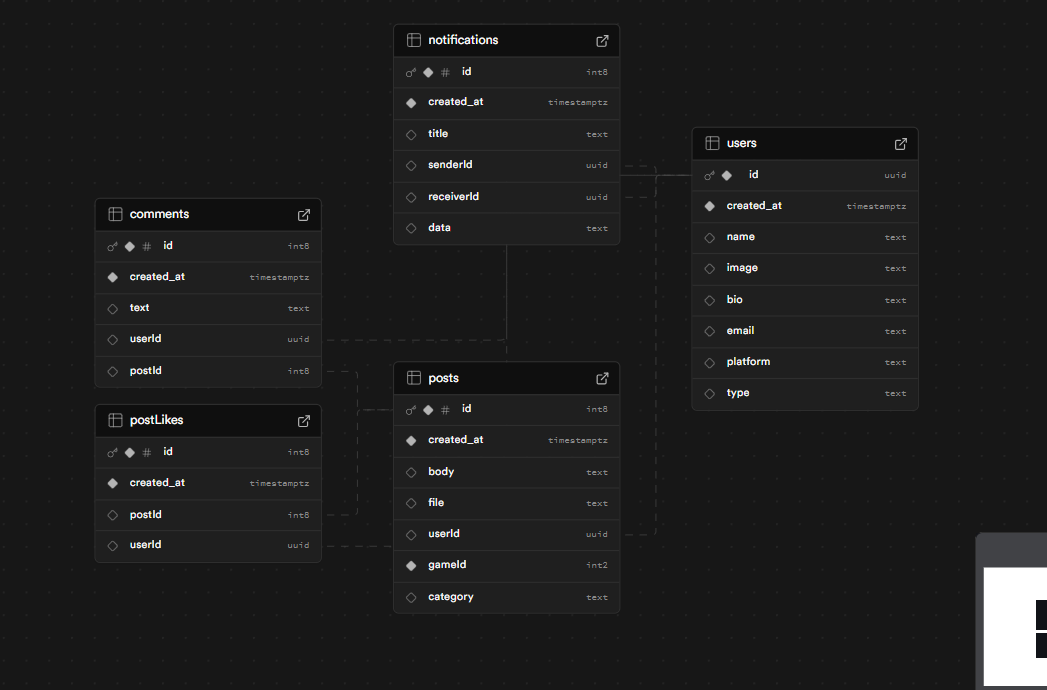 notifications
# id int8
created_at timestamptz
title text
senderId uuid
receiverId uuid
data text
users
id uuid
created_at timestamptz
name text
image text
bio text
email text
platform text
type text
comments
# id int8
created_at timestamptz
text text
userId uuid
postId int8
posts
# id int8
created_at timestamptz
body text
file text
userId uuid
gameId int2
category text
postLikes
# id int8
created_at timestamptz
postId int8
userId uuid